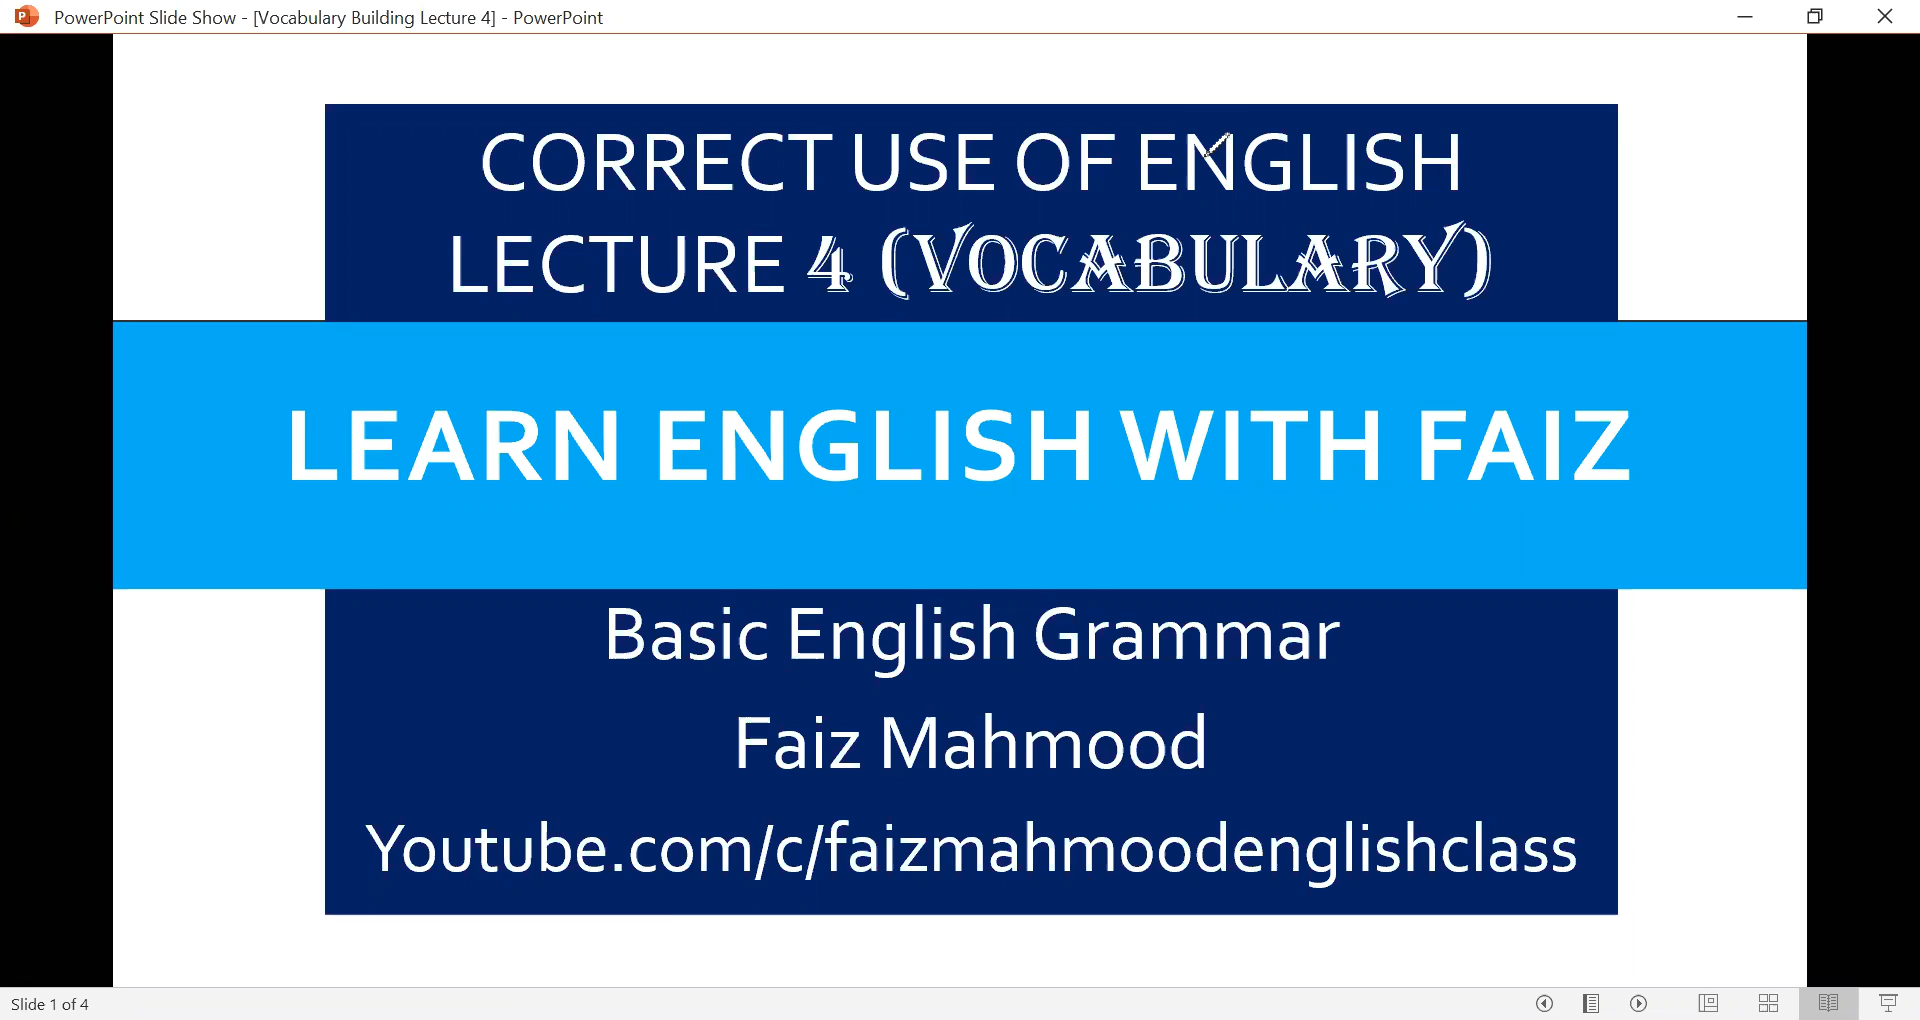 PowerPoint Slide Show - [Vocabulary Building Lecture 4] - PowerPoint
CORRECT USE OF ENGLISH
LECTURE 4 (VOCABULARY)
LEARN ENGLISH WITH FAIZ
Basic English Grammar
Faiz Mahmood
Youtube.com/c/faizmahmoodenglishclass
Slide 1 of 4